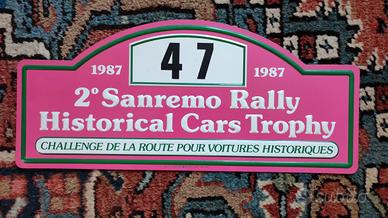 47
1987 1987
2° Sanremo Rally
Historical Cars Trophy
CHALLENGE DE LA ROUTE POUR VOITURES HISTORIQUES